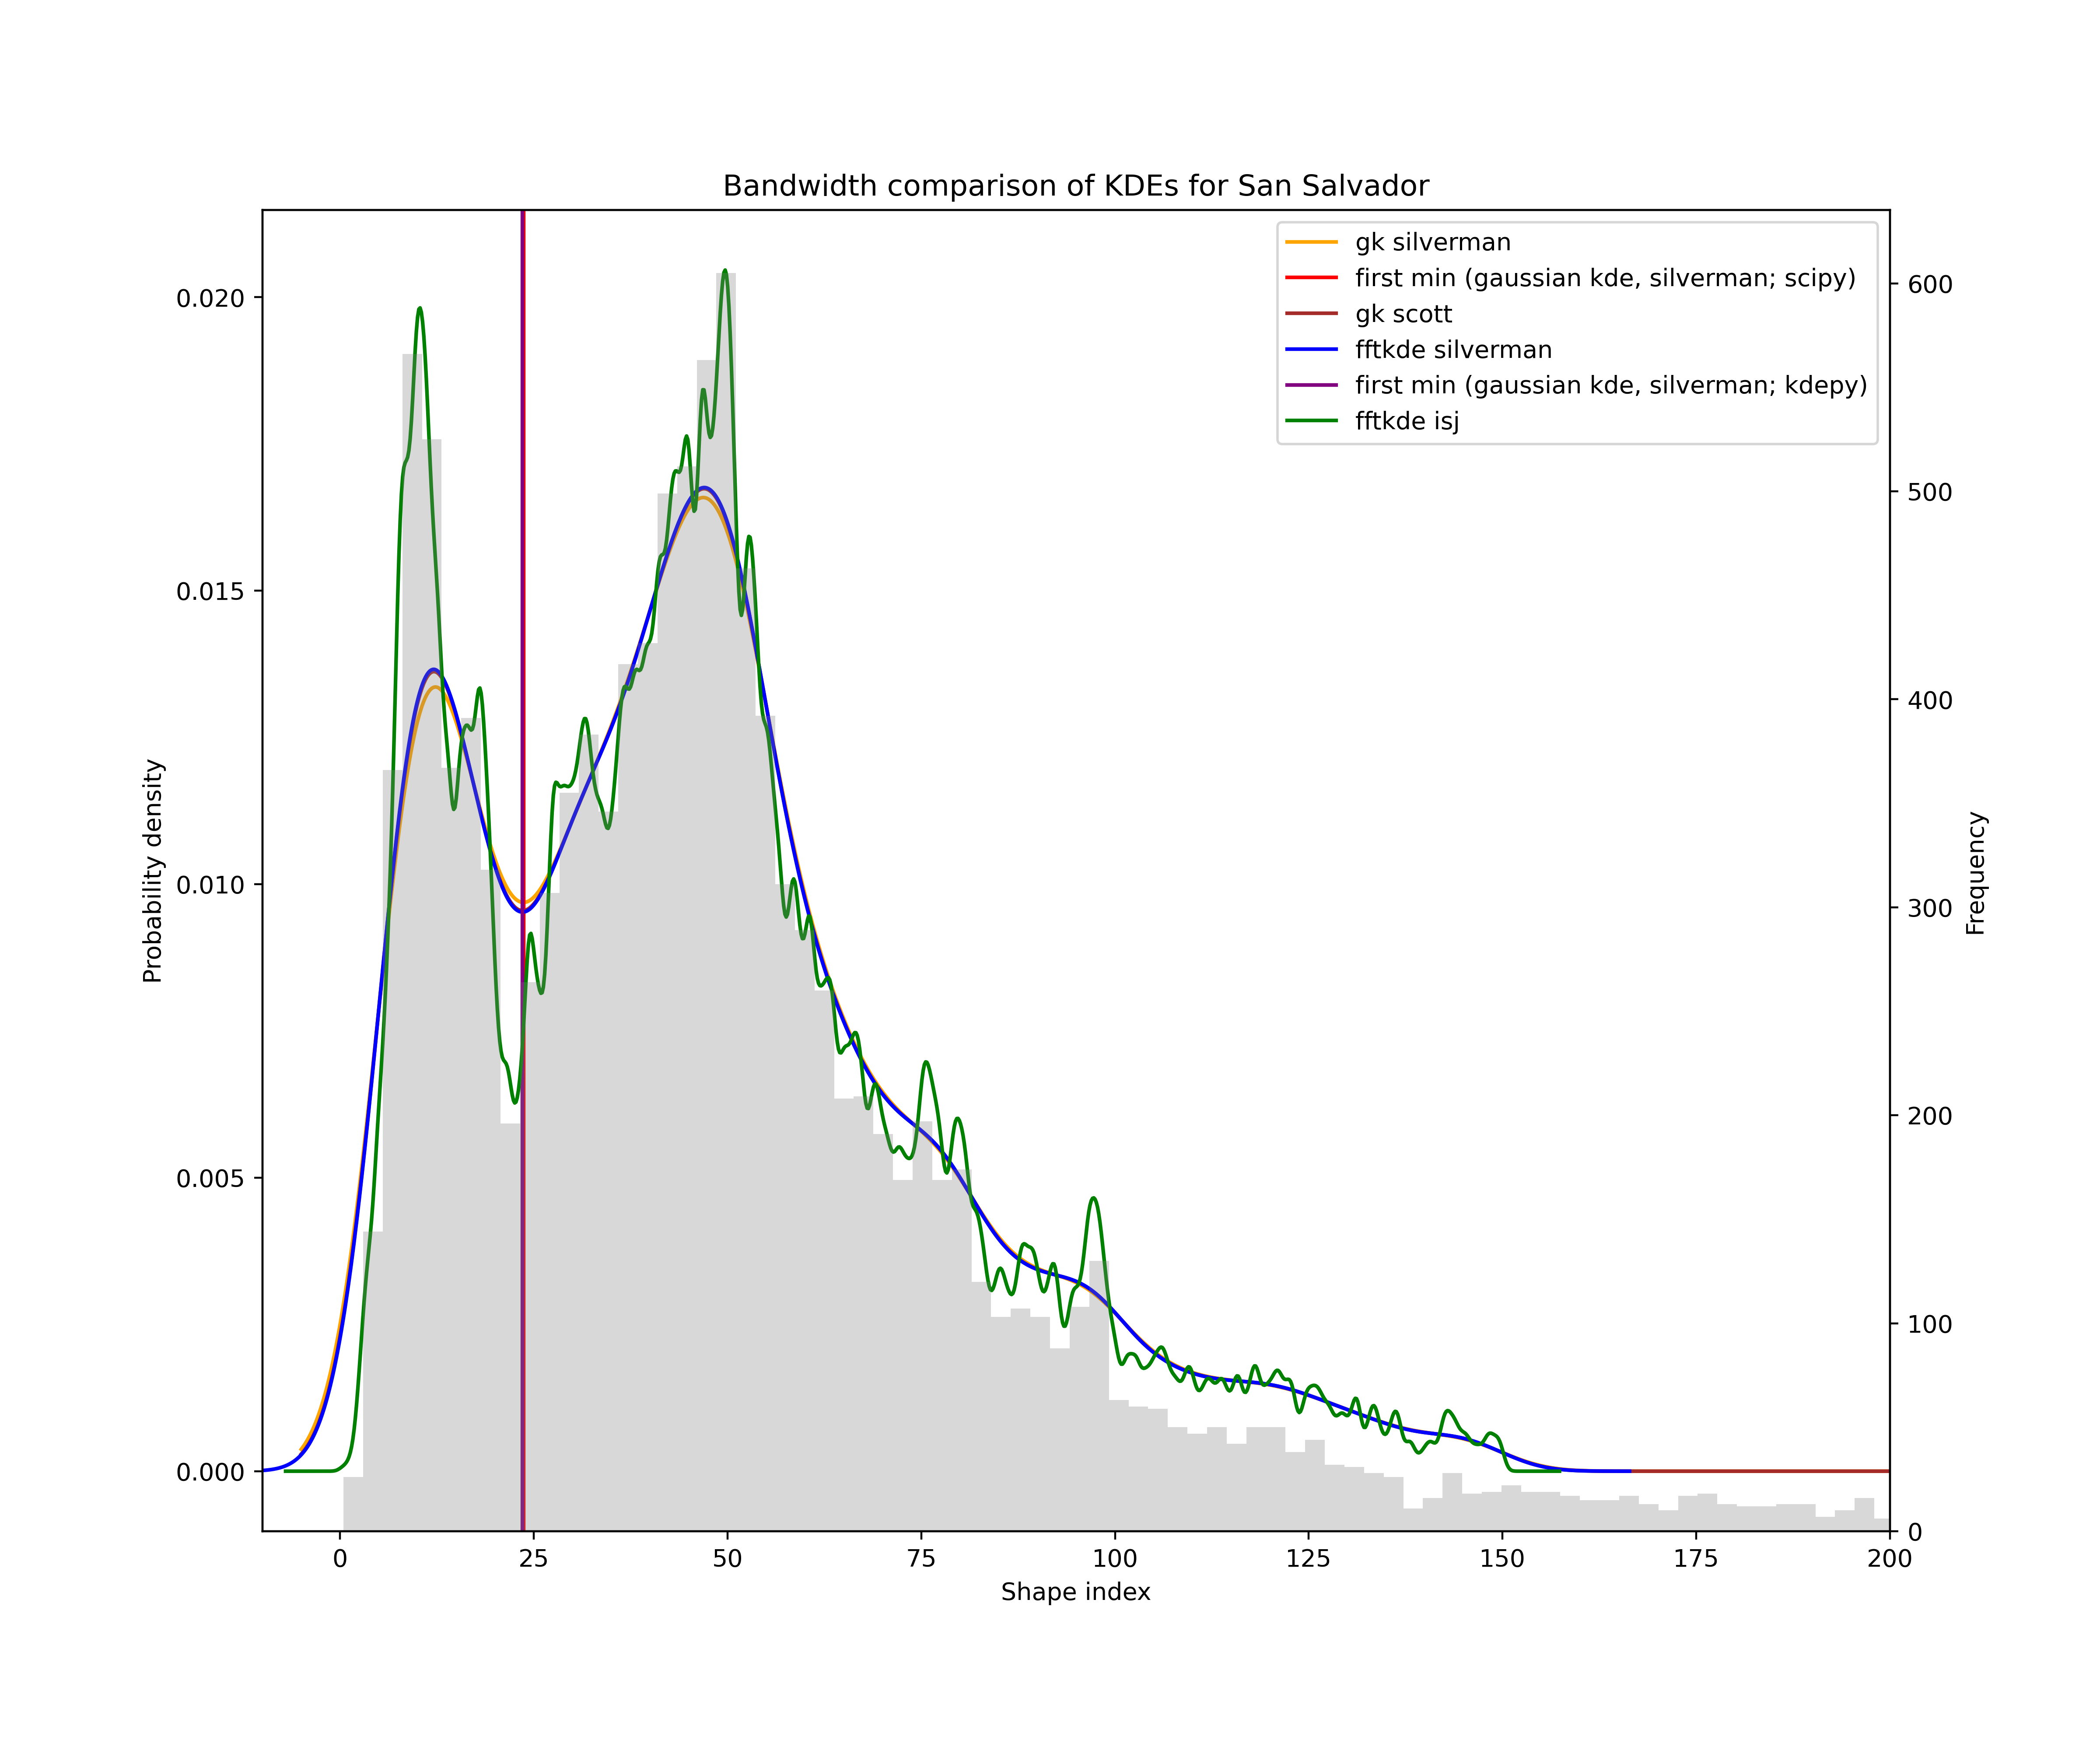 Bandwidth comparison of KDEs for San Salvador
gk silverman
first min (gaussian kde, silverman; scipy)
gk scott
fftkde silverman
first min (gaussian kde, silverman; kdepy)
fftkde isj
0.020
0.015
0.010
0.005
0.000
Probability density
600
500
400
300
200
100
0
Frequency
0 25 50 75 100 125 150 175 200
Shape index